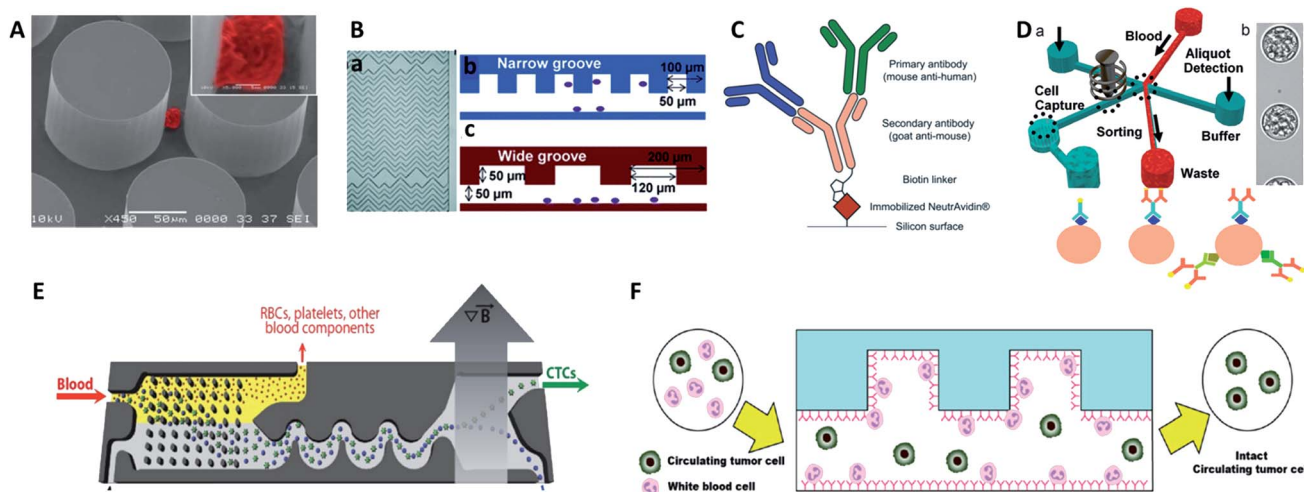 A
10.0kV
10kV X450 50µm 0000 33 37 SEI
B
a
b
Narrow groove
100 µm
50 µm
c
Wide groove
200 µm
50 µm
120 µm
50 µm
C
Primary antibody
(mouse anti-human)
Secondary antibody
(goat anti-mouse)
Biotin linker
Immobilized NeutrAvidin®
Silicon surface
D
a
b
Blood
Aliquot
Detection
Cell
Capture
Sorting
Buffer
Waste
E
RBCs, platelets, other
blood components
▽B
Blood
CTCs
F
Circulating tumor cell
White blood cell
Intact
Circulating tumor ce